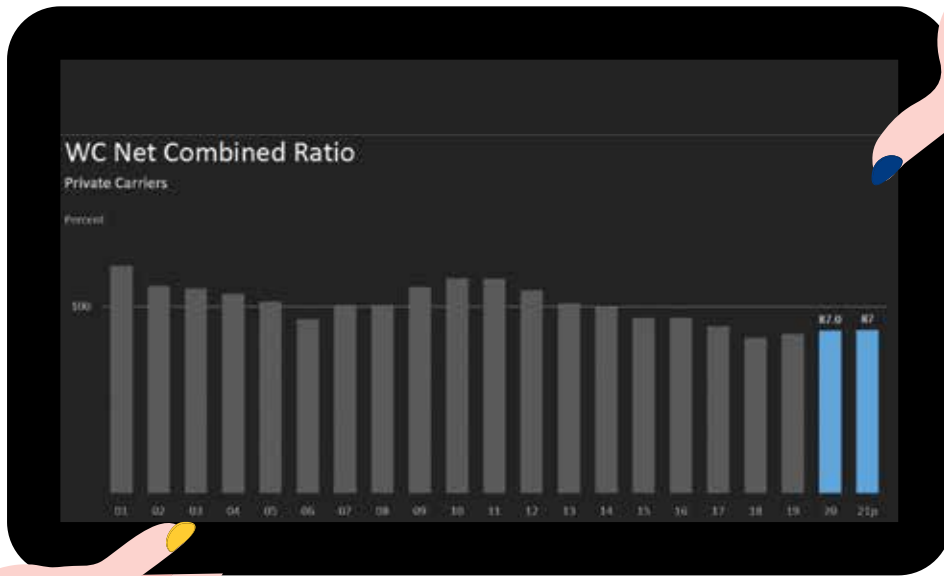 WC Net Combined Ratio
Private Carriers
Percent
100
87.0 87
01 02 03 04 05 06 07 08 09 10 11 12 13 14 15 16 17 18 19 20 21p